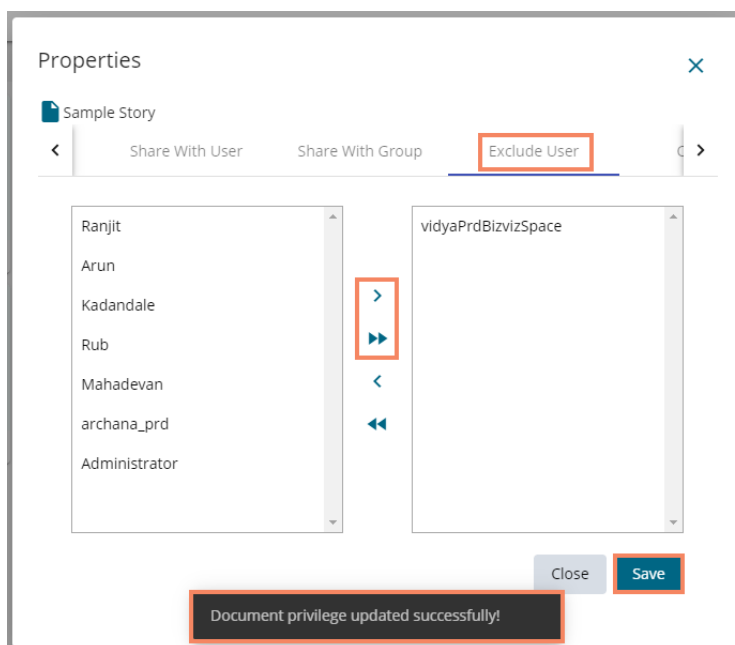 Properties
Sample Story
Share With User Share With Group Exclude User
Ranjit
Arun
Kadandale
Rub
Mahadevan
archana_prd
Administrator
vidyaPrdBizvizSpace
Close Save
Document privilege updated successfully!